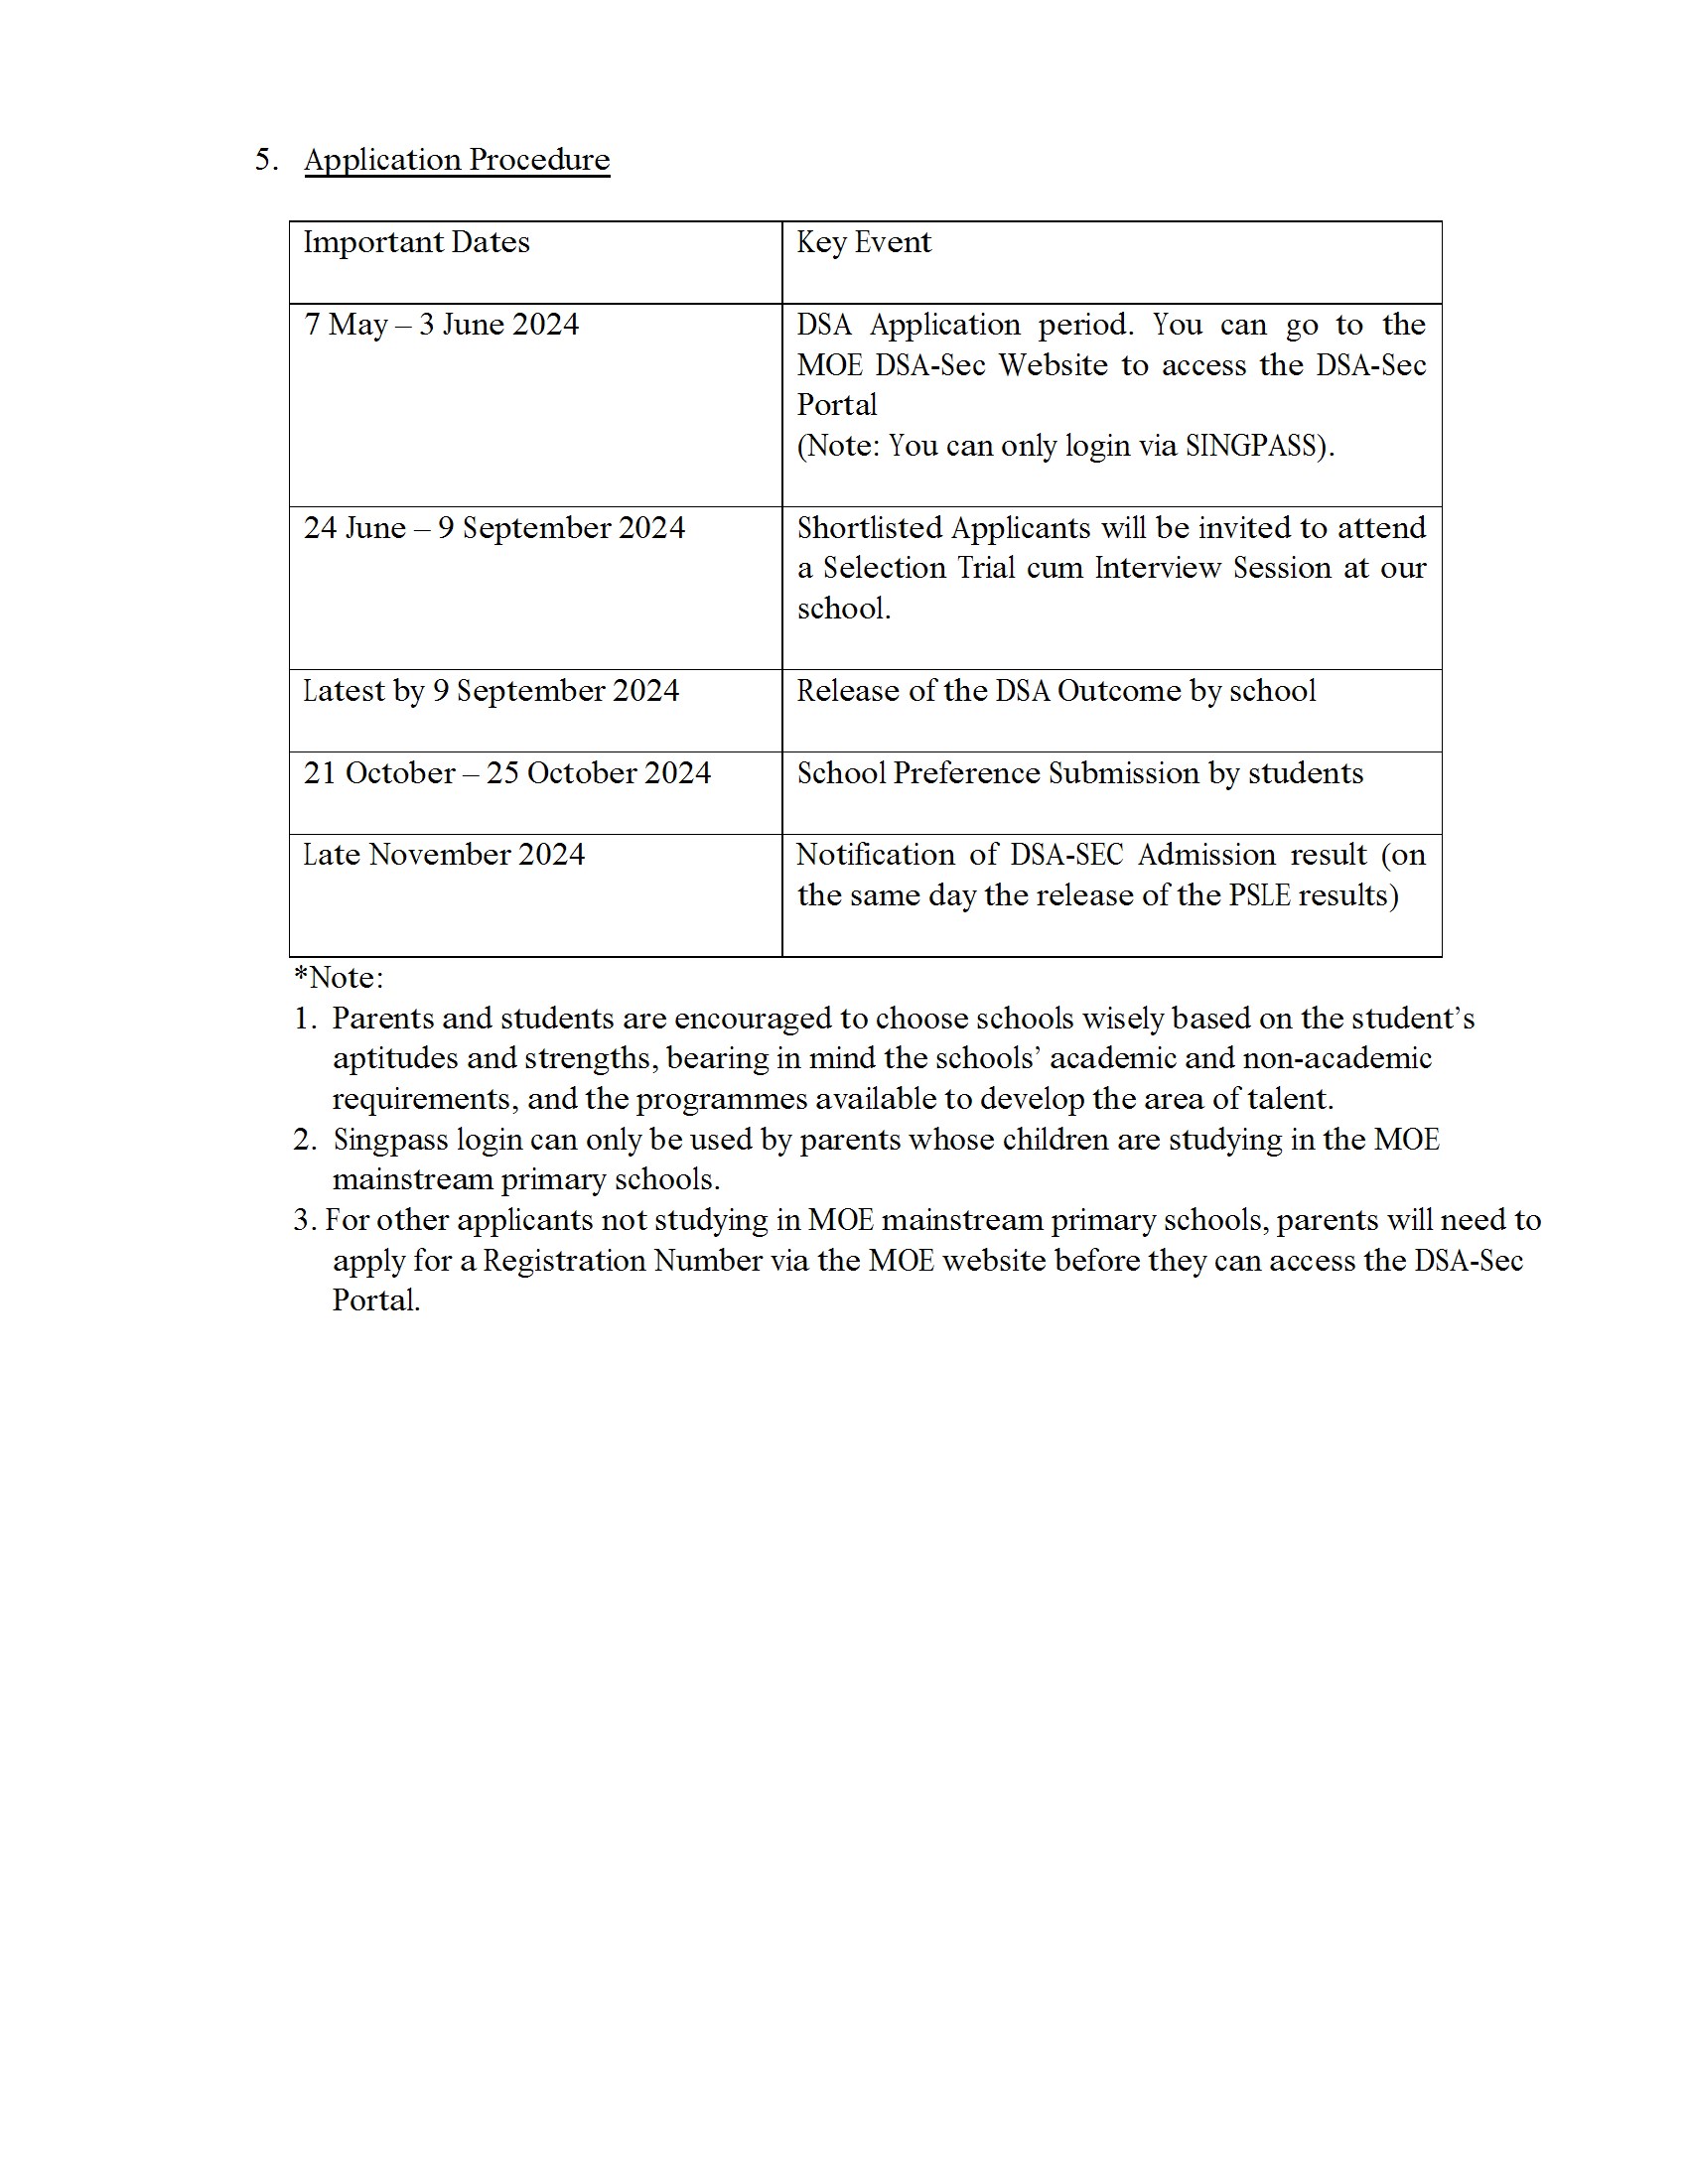 5. Application Procedure
Important Dates
Key Event
7 May – 3 June 2024
DSA Application period. You can go to the
MOE DSA-Sec Website to access the DSA-Sec
Portal
(Note: You can only login via SINGPASS).
24 June – 9 September 2024
Shortlisted Applicants will be invited to attend
a Selection Trial cum Interview Session at our
school.
Latest by 9 September 2024
Release of the DSA Outcome by school
21 October – 25 October 2024
School Preference Submission by students
Late November 2024
Notification of DSA-SEC Admission result (on
the same day the release of the PSLE results)
*Note:
1. Parents and students are encouraged to choose schools wisely based on the student’s
aptitudes and strengths, bearing in mind the schools’ academic and non-academic
requirements, and the programmes available to develop the area of talent.
2. Singpass login can only be used by parents whose children are studying in the MOE
mainstream primary schools.
3. For other applicants not studying in MOE mainstream primary schools, parents will need to
apply for a Registration Number via the MOE website before they can access the DSA-Sec
Portal.